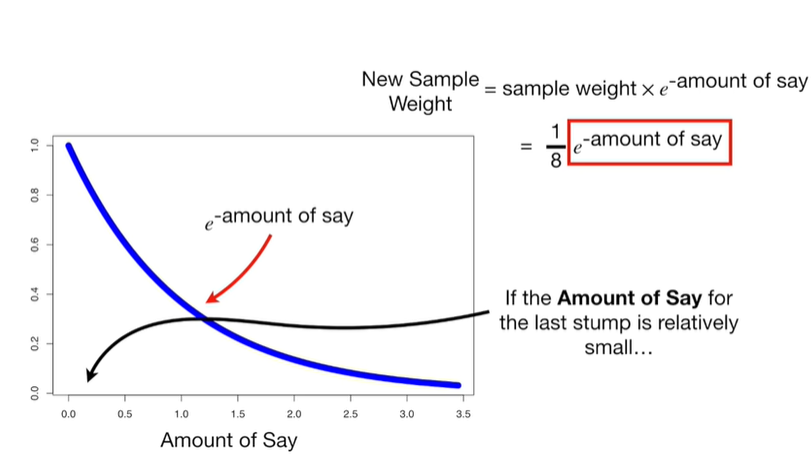 New Sample Weight = sample weight × e^-amount of say
= 1/8 e^-amount of say
e^-amount of say
If the Amount of Say for
the last stump is relatively
small…
1.0
0.8
0.6
0.4
0.2
0.0
0.0 0.5 1.0 1.5 2.0 2.5 3.0 3.5
Amount of Say